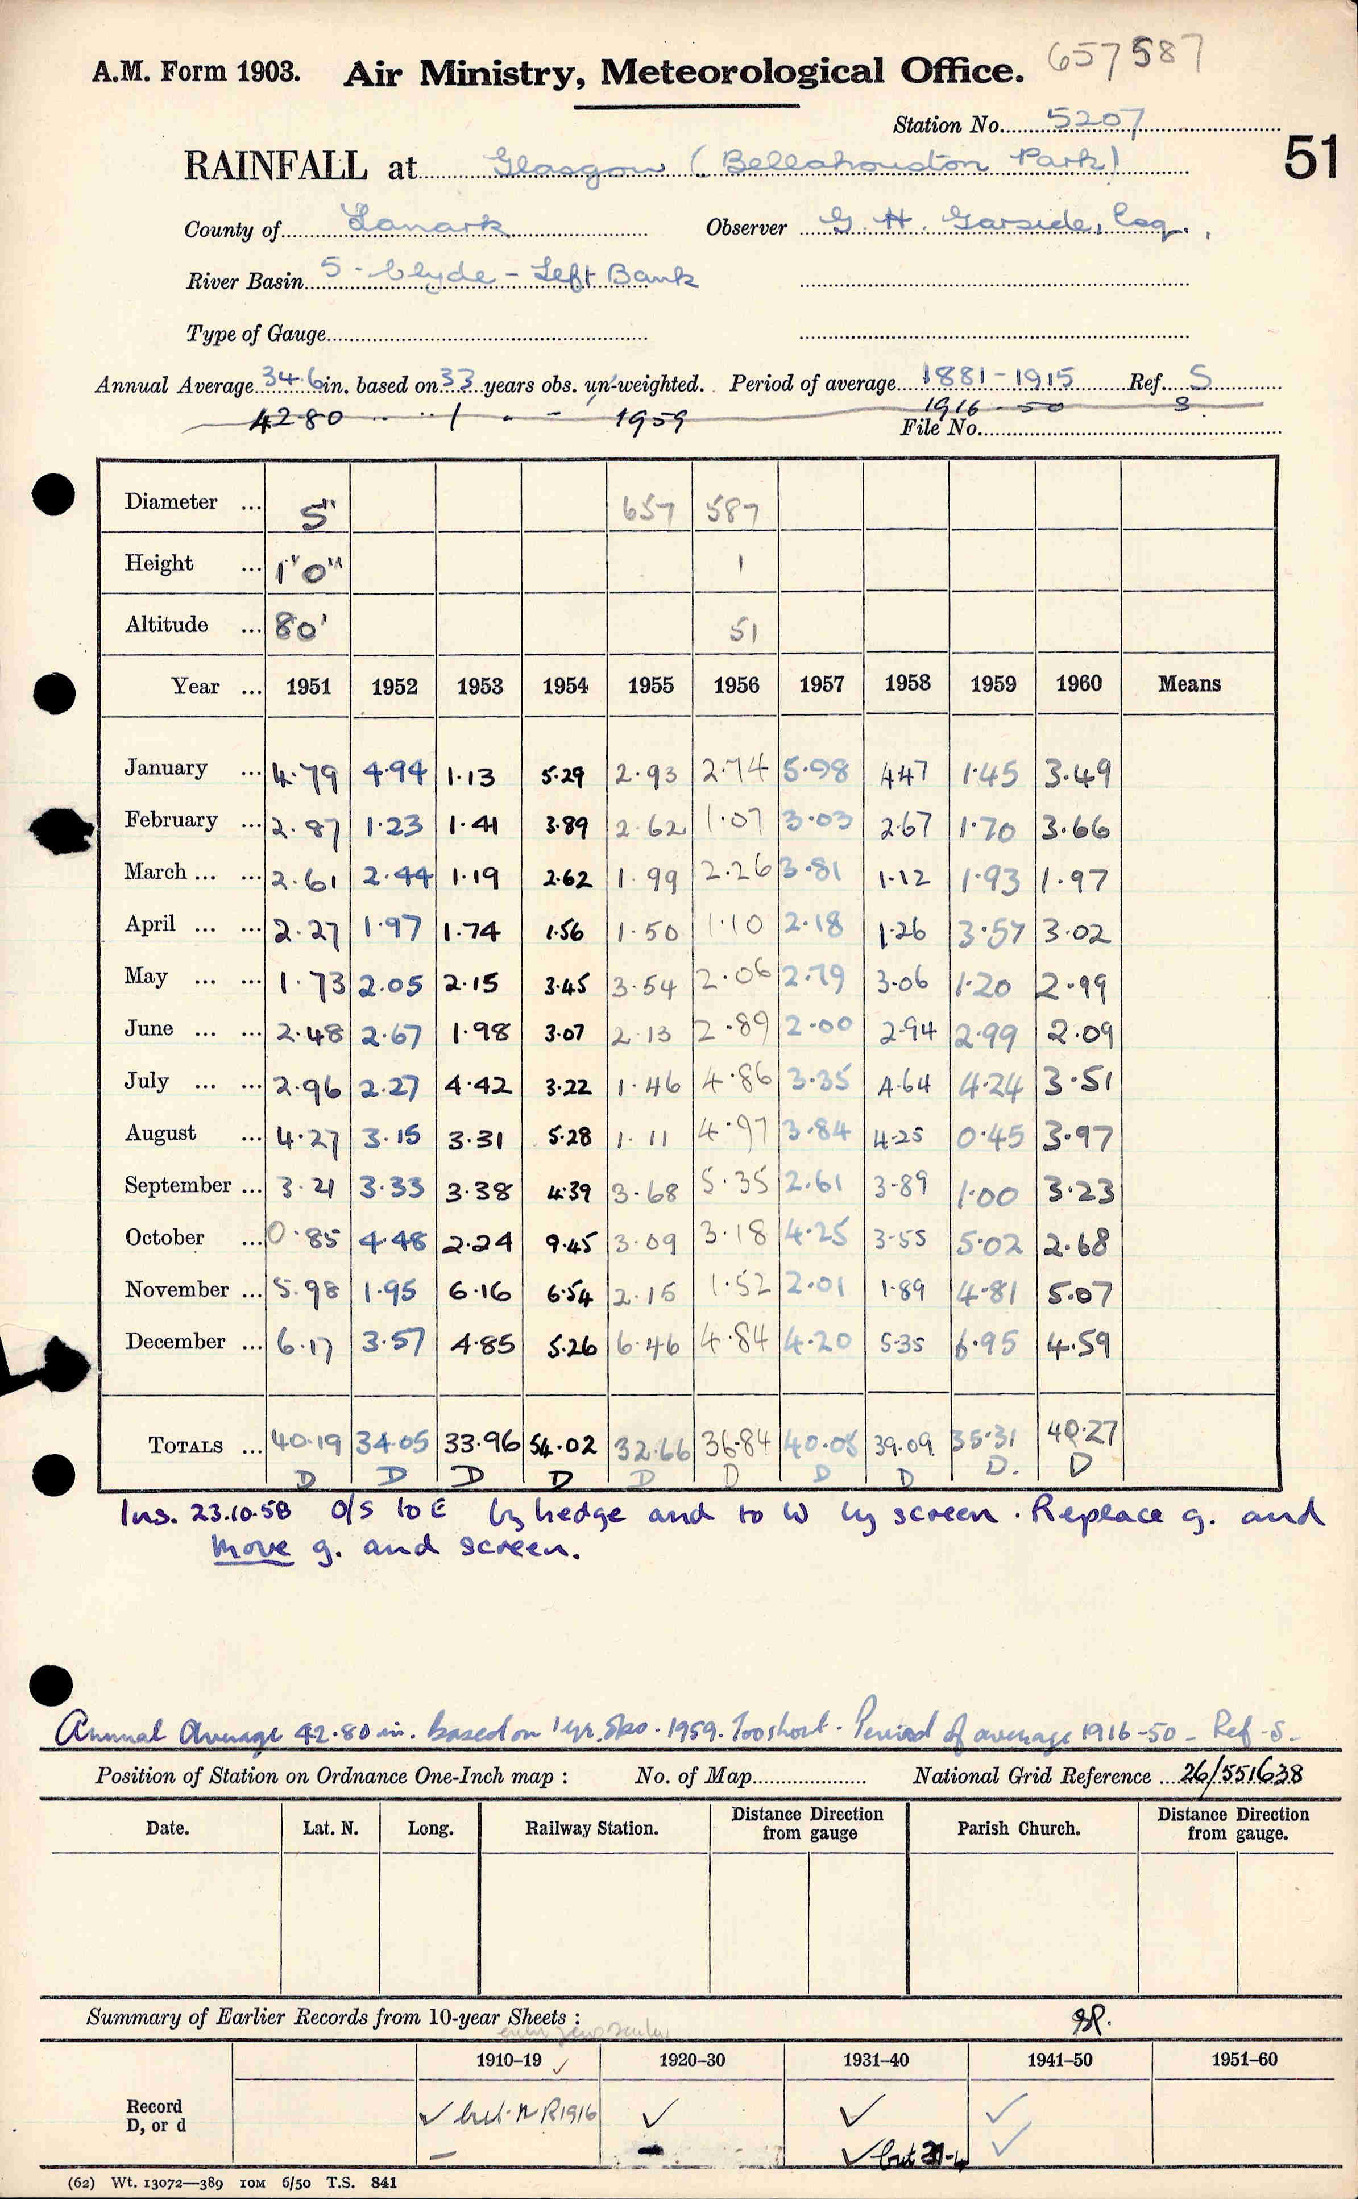 A.M. Form 1903. Air Ministry, Meteorological Office. 657587
Station No. 5207
51
RAINFALL at Glasgow (Bellahouston Park)
County of Lanark Observer G. H. Garside, Esq.,
River Basin 5 - Clyde - Left Bank
Type of Gauge
Annual Average 34.6 in. based on 33 years obs. un-weighted. Period of average 1881-1915 Ref. S
42.80 .. .. 1 . - 1959 1916-50 S
File No.
Diameter ... 5" 657 587
Height ... 1'0" 1
Altitude ... 80' 51
Year ... 1951 1952 1953 1954 1955 1956 1957 1958 1959 1960 Means
January ... 4.79 4.94 1.13 5.29 2.93 2.74 5.98 4.47 1.45 3.49
February ... 2.87 1.23 1.41 3.89 2.62 1.07 3.03 2.67 1.70 3.66
March ... ... 2.61 2.44 1.19 2.62 1.99 2.26 3.81 1.12 1.93 1.97
April ... ... 2.27 1.97 1.74 1.56 1.50 1.10 2.18 1.26 3.57 3.02
May ... ... 1.73 2.05 2.15 3.45 3.54 2.06 2.79 3.06 1.20 2.99
June ... ... 2.48 2.67 1.98 3.07 2.13 2.89 2.00 2.94 2.99 2.09
July ... ... 2.96 2.27 4.42 3.22 1.46 4.86 3.35 4.64 4.24 3.51
August ... 4.27 3.15 3.31 5.28 1.11 4.97 3.84 4.25 0.45 3.97
September ... 3.21 3.33 3.38 4.39 3.68 5.35 2.61 3.89 1.00 3.23
October ... 0.85 4.48 2.24 9.45 3.09 3.18 4.25 3.55 5.02 2.68
November ... 5.98 1.95 6.16 6.54 2.15 1.52 2.01 1.89 4.81 5.07
December ... 6.17 3.57 4.85 5.26 6.46 4.84 4.20 5.35 6.95 4.59
TOTALS ... 40.19 34.05 33.96 54.02 32.66 36.84 40.05 39.09 35.31 40.27
D D D D D D D D D. D
Ins. 23.10.58 O/S to E by hedge and to W by screen. Replace g. and
move g. and screen.
Annual Average 42.80 in. based on 1 yr. obs. 1959. Too short - Period of average 1916-50 - Ref - S.
Position of Station on Ordnance One-Inch map : No. of Map National Grid Reference 26/551638
Date. Lat. N. Long. Railway Station. Distance Direction from gauge Parish Church. Distance Direction from gauge.
Summary of Earlier Records from 10-year Sheets :
1910-19 ✓ 1920-30 1931-40 1941-50 1951-60
Record ✓ but n R1916 ✓ ✓ ✓
D, or d - - ✓ but ✓
(62) Wt. 13072—389 10M 6/50 T.S. 841